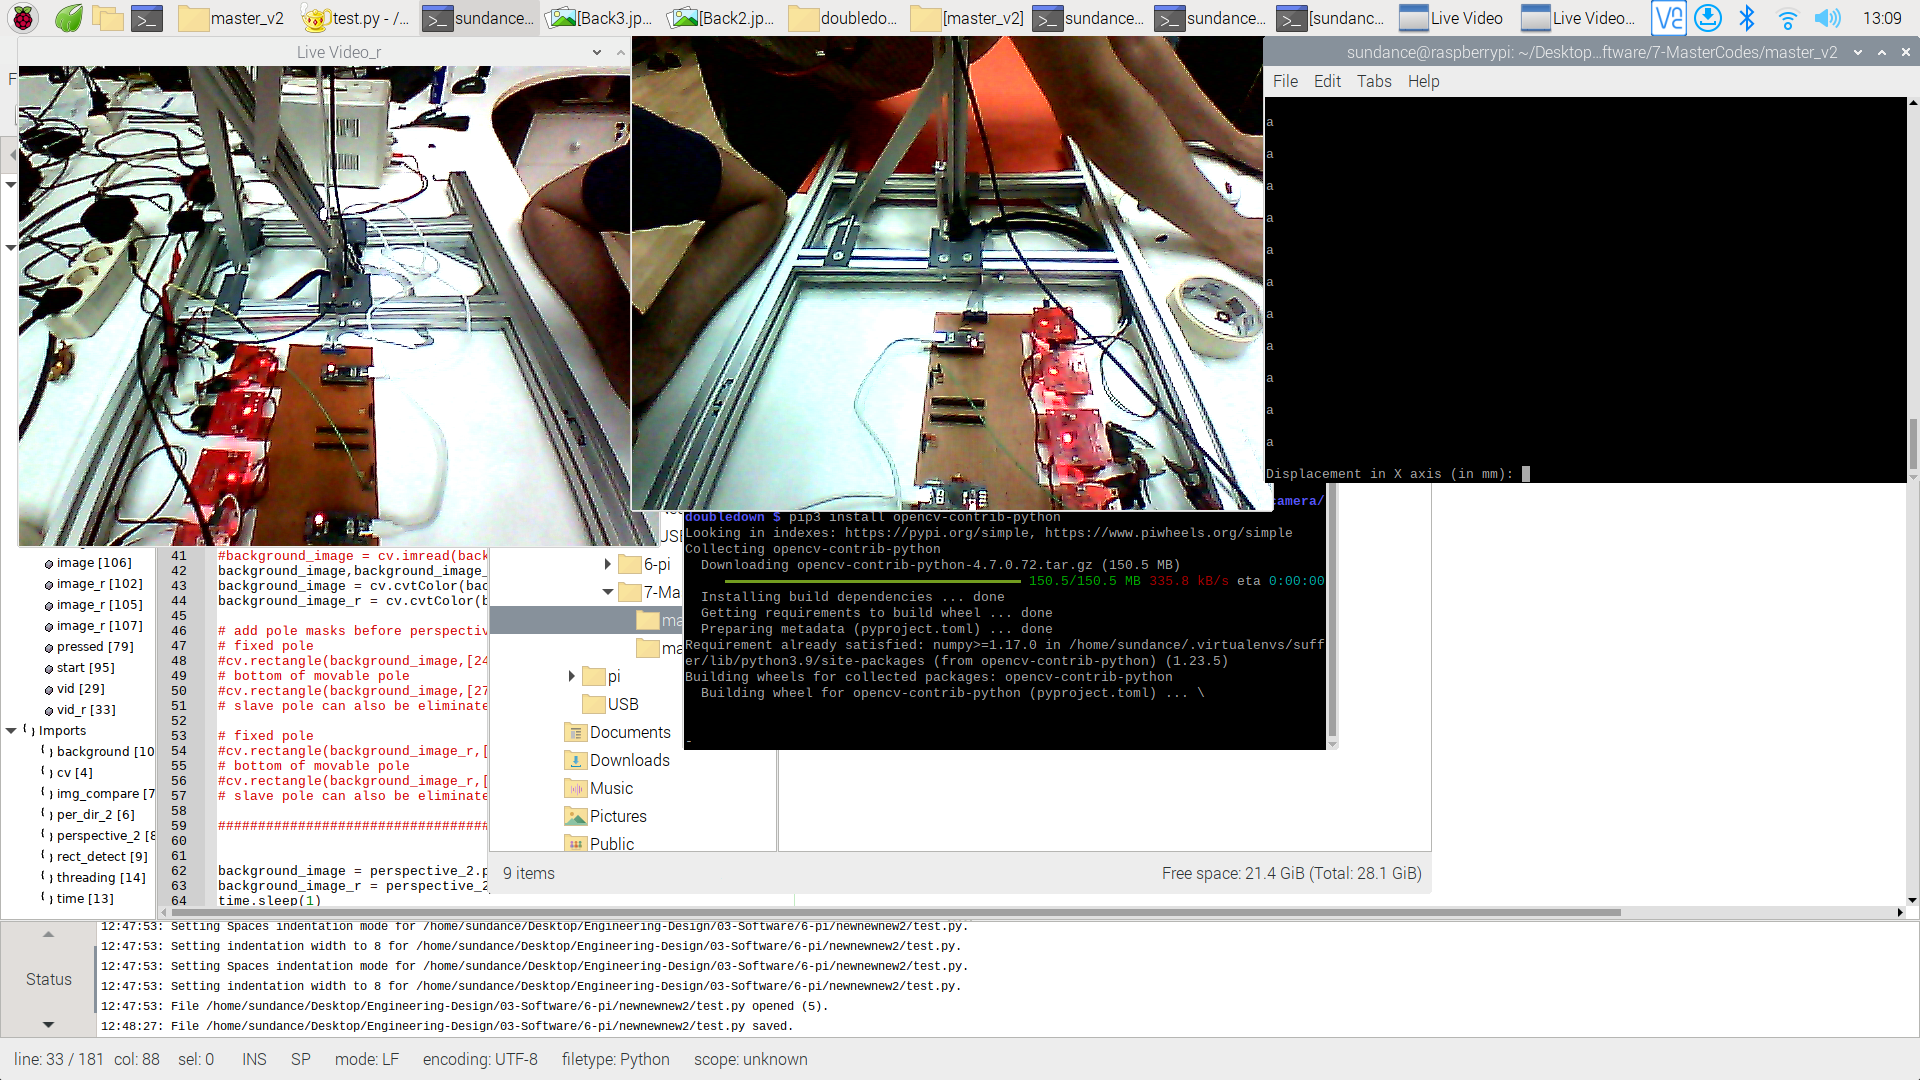 master_v2
test.py - /...
sundance...
[Back3.jp...
[Back2.jp...
doubledo...
[master_v2]
sundance...
sundance...
[sundanc...
Live Video
Live Video...
13:09
Live Video_r
sundance@raspberrypi: ~/Desktop...ftware/7-MasterCodes/master_v2
File Edit Tabs Help
a
a
a
a
a
a
a
a
a
a
a
Displacement in X axis (in mm):
camera/
doubledown $ pip3 install opencv-contrib-python
Looking in indexes: https://pypi.org/simple, https://www.piwheels.org/simple
Collecting opencv-contrib-python
Downloading opencv-contrib-python-4.7.0.72.tar.gz (150.5 MB)
150.5/150.5 MB 335.8 kB/s eta 0:00:00
Installing build dependencies ... done
Getting requirements to build wheel ... done
Preparing metadata (pyproject.toml) ... done
Requirement already satisfied: numpy>=1.17.0 in /home/sundance/.virtualenvs/suff
er/lib/python3.9/site-packages (from opencv-contrib-python) (1.23.5)
Building wheels for collected packages: opencv-contrib-python
Building wheel for opencv-contrib-python (pyproject.toml) ... \
-
image [106]
image_r [102]
image_r [105]
image_r [107]
pressed [79]
start [95]
vid [29]
vid_r [33]
Imports
background [10
cv [4]
img_compare [7
per_dir_2 [6]
perspective_2 [8
rect_detect [9]
threading [14]
time [13]
41 #background_image = cv.imread(back
42 background_image,background_image_
43 background_image = cv.cvtColor(bac
44 background_image_r = cv.cvtColor(b
45
46 # add pole masks before perspectiv
47 # fixed pole
48 #cv.rectangle(background_image,[24
49 # bottom of movable pole
50 #cv.rectangle(background_image,[27
51 # slave pole can also be eliminate
52
53 # fixed pole
54 #cv.rectangle(background_image_r,[
55 # bottom of movable pole
56 #cv.rectangle(background_image_r,[
57 # slave pole can also be eliminate
58
59 ##################################
60
61
62 background_image = perspective_2.p
63 background_image_r = perspective_2
64 time.sleep(1)
USB
6-pi
7-Ma
ma
ma
pi
USB
Documents
Downloads
Music
Pictures
Public
9 items
Free space: 21.4 GiB (Total: 28.1 GiB)
Status
12:47:53: Setting Spaces indentation mode for /home/sundance/Desktop/Engineering-Design/03-Software/6-pi/newnewnew2/test.py.
12:47:53: Setting indentation width to 8 for /home/sundance/Desktop/Engineering-Design/03-Software/6-pi/newnewnew2/test.py.
12:47:53: Setting Spaces indentation mode for /home/sundance/Desktop/Engineering-Design/03-Software/6-pi/newnewnew2/test.py.
12:47:53: Setting indentation width to 8 for /home/sundance/Desktop/Engineering-Design/03-Software/6-pi/newnewnew2/test.py.
12:47:53: File /home/sundance/Desktop/Engineering-Design/03-Software/6-pi/newnewnew2/test.py opened (5).
12:48:27: File /home/sundance/Desktop/Engineering-Design/03-Software/6-pi/newnewnew2/test.py saved.
line: 33 / 181 col: 88 sel: 0 INS SP mode: LF encoding: UTF-8 filetype: Python scope: unknown